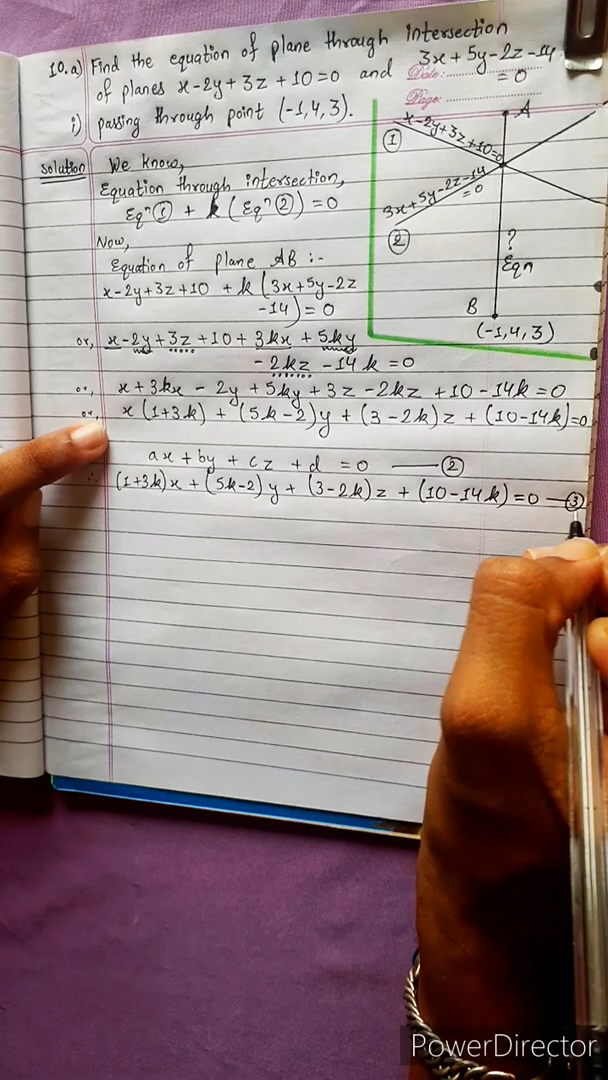 10.a) Find the equation of plane through intersection
of planes x-2y+3z+10=0 and 3x+5y-2z-14=0
Date:
Page:
i) passing through point (-1,4,3).
A
x-2y+3z+10=0
①
3x+5y-2z-14=0
②
?
Eqn
B
(-1,4,3)
Solution
We know,
Equation through intersection,
Eqⁿ① + k (Eqⁿ②) = 0
Now,
Equation of plane AB :-
x-2y+3z+10 + k(3x+5y-2z
-14) = 0
or, x-2y+3z+10+3kx+5ky
-2kz-14k=0
or, x+3kx-2y+5ky+3z-2kz+10-14k=0
or, x(1+3k)+(5k-2)y+(3-2k)z+(10-14k)=0
ax+by+cz+d=0 —②
∴ (1+3k)x+(5k-2)y+(3-2k)z+(10-14k)=0 —③
PowerDirector